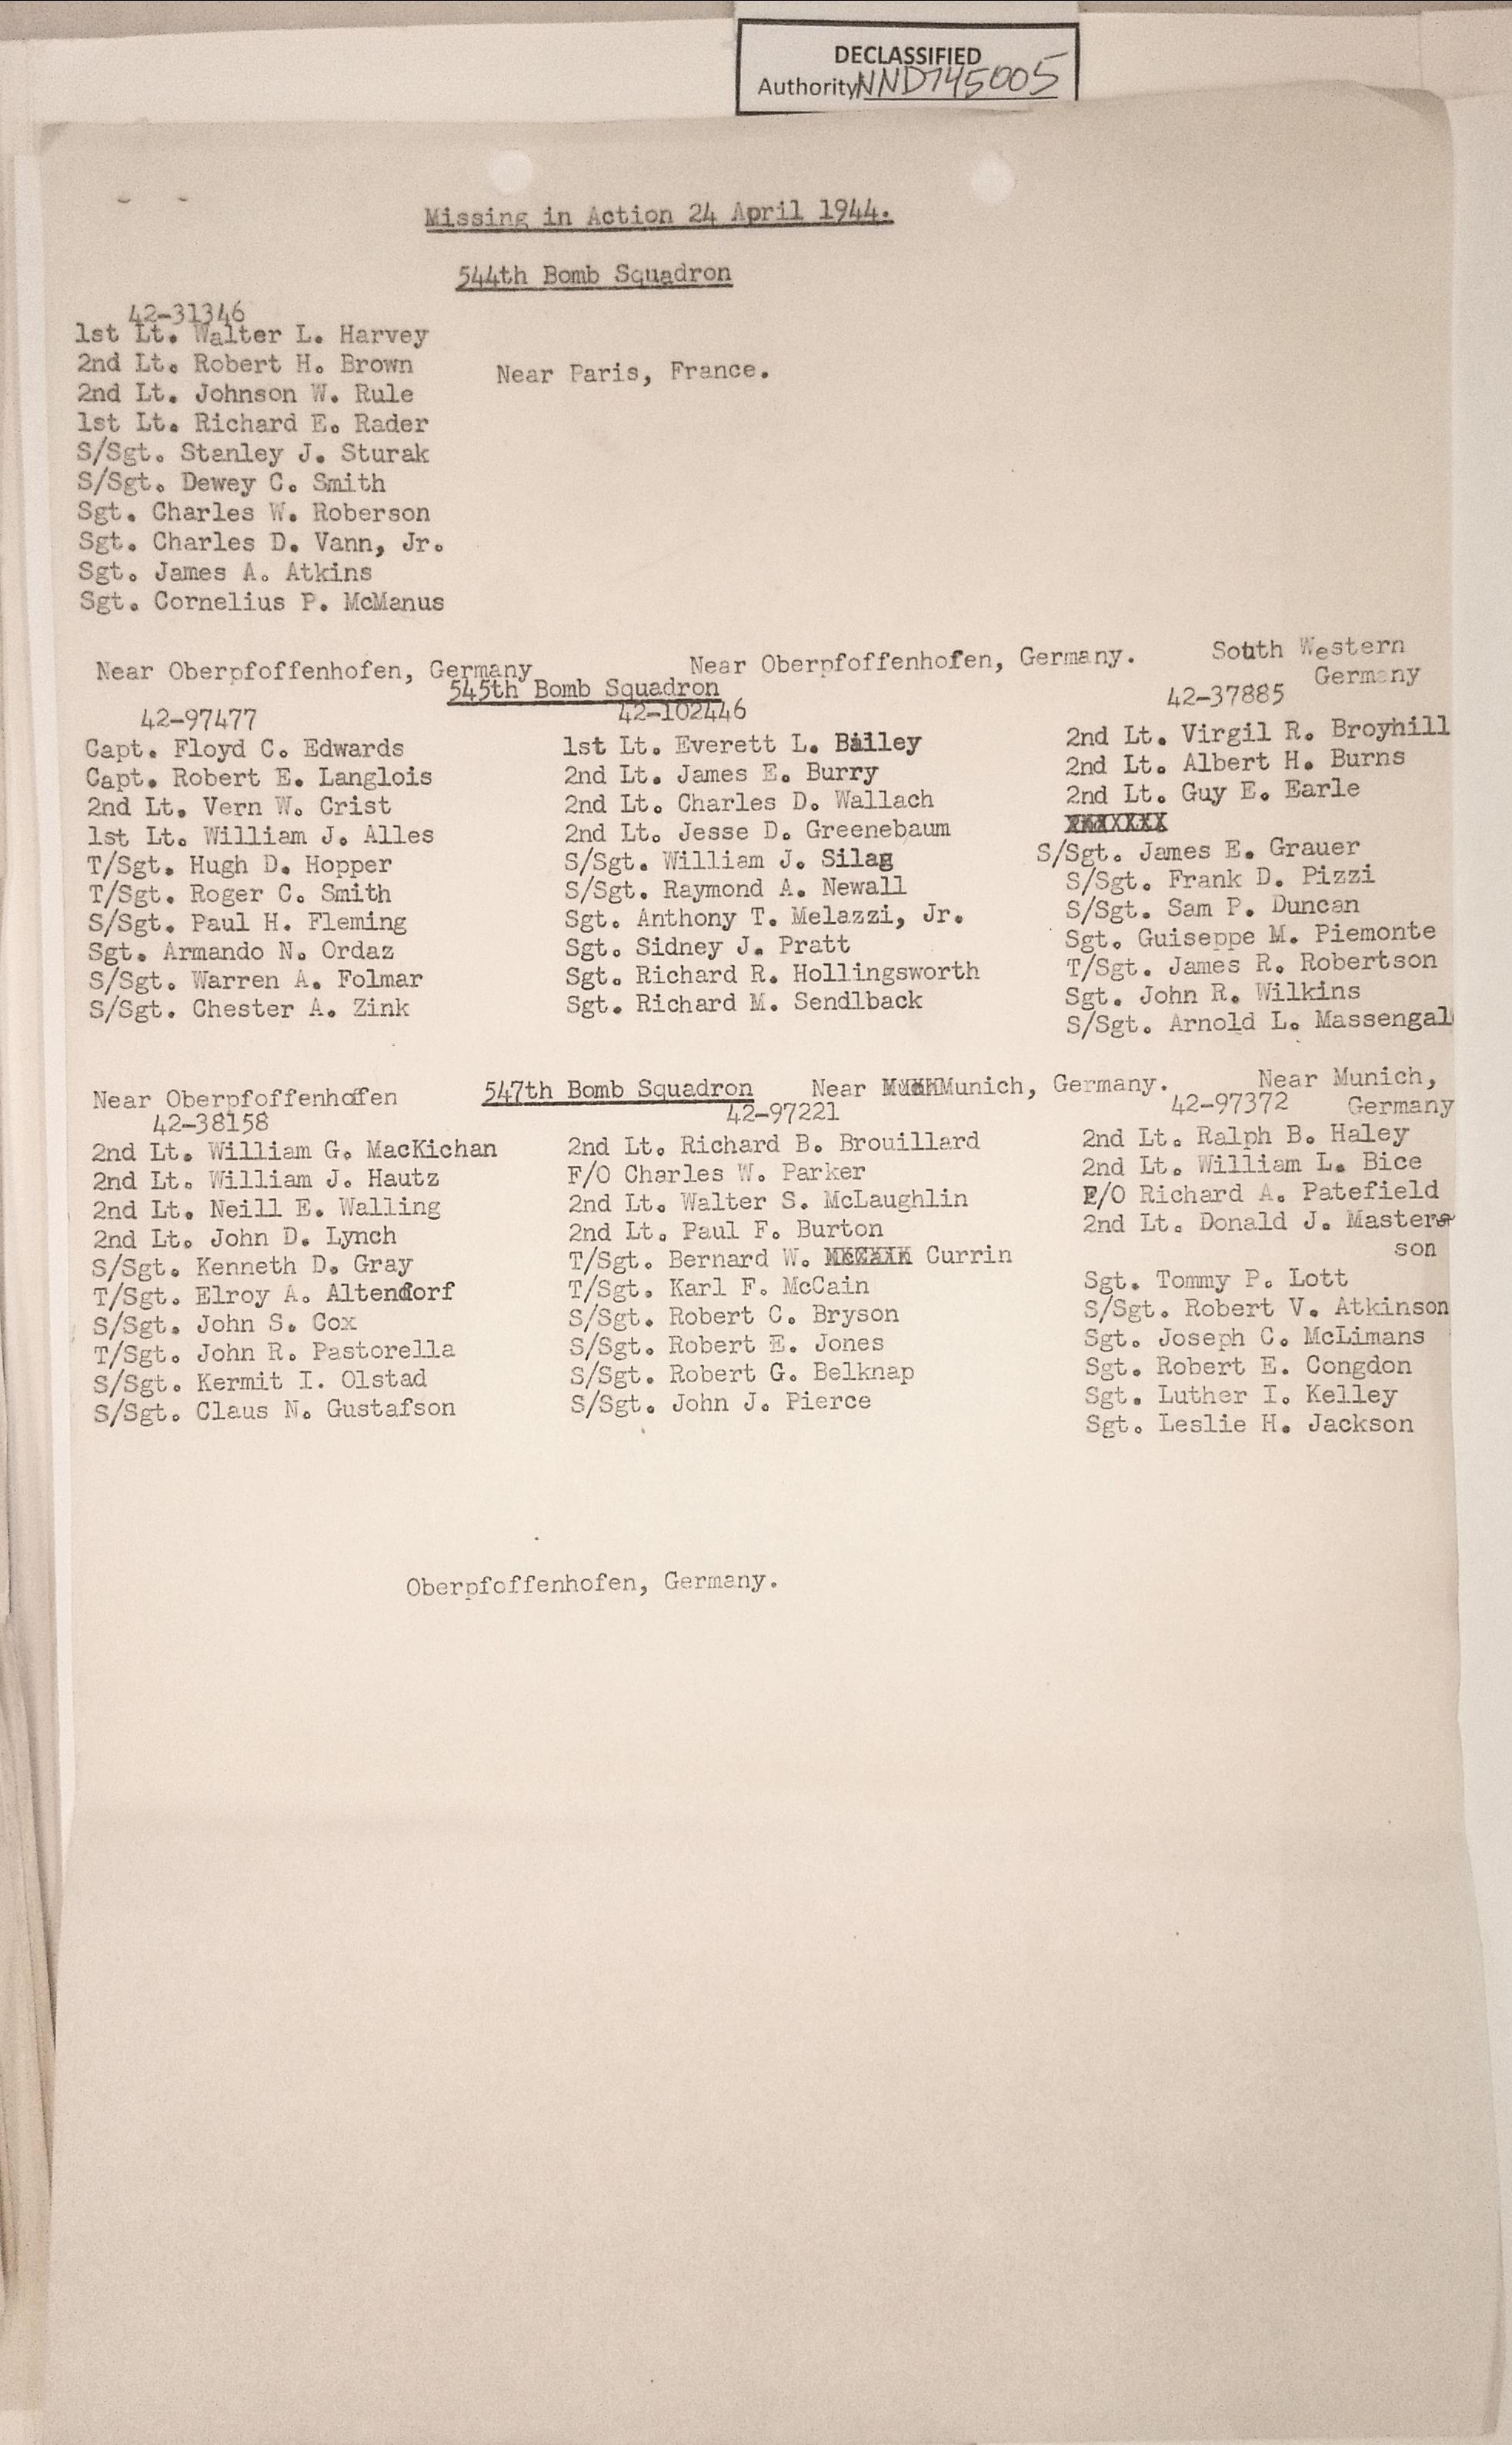 DECLASSIFIED
Authority NND745005
Missing in Action 24 April 1944.
544th Bomb Squadron
42-31346
1st Lt. Walter L. Harvey
2nd Lt. Robert H. Brown
Near Paris, France.
2nd Lt. Johnson W. Rule
1st Lt. Richard E. Rader
S/Sgt. Stanley J. Sturak
S/Sgt. Dewey C. Smith
Sgt. Charles W. Roberson
Sgt. Charles D. Vann, Jr.
Sgt. James A. Atkins
Sgt. Cornelius P. McManus
545th Bomb Squadron
Near Oberpfoffenhofen, Germany
42-97477
Capt. Floyd C. Edwards
Capt. Robert E. Langlois
2nd Lt. Vern W. Crist
1st Lt. William J. Alles
T/Sgt. Hugh D. Hopper
T/Sgt. Roger C. Smith
S/Sgt. Paul H. Fleming
Sgt. Armando N. Ordaz
S/Sgt. Warren A. Folmar
S/Sgt. Chester A. Zink
Near Oberpfoffenhofen, Germany.
42-102446
1st Lt. Everett L. Bailey
2nd Lt. James E. Burry
2nd Lt. Charles D. Wallach
2nd Lt. Jesse D. Greenebaum
S/Sgt. William J. Silag
S/Sgt. Raymond A. Newall
Sgt. Anthony T. Melazzi, Jr.
Sgt. Sidney J. Pratt
Sgt. Richard R. Hollingsworth
Sgt. Richard M. Sendlback
South Western
Germany
42-37885
2nd Lt. Virgil R. Broyhill
2nd Lt. Albert H. Burns
2nd Lt. Guy E. Earle
S/Sgt. James E. Grauer
S/Sgt. Frank D. Pizzi
S/Sgt. Sam P. Duncan
Sgt. Guiseppe M. Piemonte
T/Sgt. James R. Robertson
Sgt. John R. Wilkins
S/Sgt. Arnold L. Massengal
547th Bomb Squadron
Near Oberpfoffenhofen
42-38158
2nd Lt. William G. MacKichan
2nd Lt. William J. Hautz
2nd Lt. Neill E. Walling
2nd Lt. John D. Lynch
S/Sgt. Kenneth D. Gray
T/Sgt. Elroy A. Altendorf
S/Sgt. John S. Cox
T/Sgt. John R. Pastorella
S/Sgt. Kermit I. Olstad
S/Sgt. Claus N. Gustafson
Near Munich, Germany.
42-97221
2nd Lt. Richard B. Brouillard
F/O Charles W. Parker
2nd Lt. Walter S. McLaughlin
2nd Lt. Paul F. Burton
T/Sgt. Bernard W. Currin
T/Sgt. Karl F. McCain
S/Sgt. Robert C. Bryson
S/Sgt. Robert E. Jones
S/Sgt. Robert G. Belknap
S/Sgt. John J. Pierce
Near Munich,
Germany
42-97372
2nd Lt. Ralph B. Haley
2nd Lt. William L. Bice
F/O Richard A. Patefield
2nd Lt. Donald J. Master
son
Sgt. Tommy P. Lott
S/Sgt. Robert V. Atkinson
Sgt. Joseph C. McLimans
Sgt. Robert E. Congdon
Sgt. Luther I. Kelley
Sgt. Leslie H. Jackson
Oberpfoffenhofen, Germany.